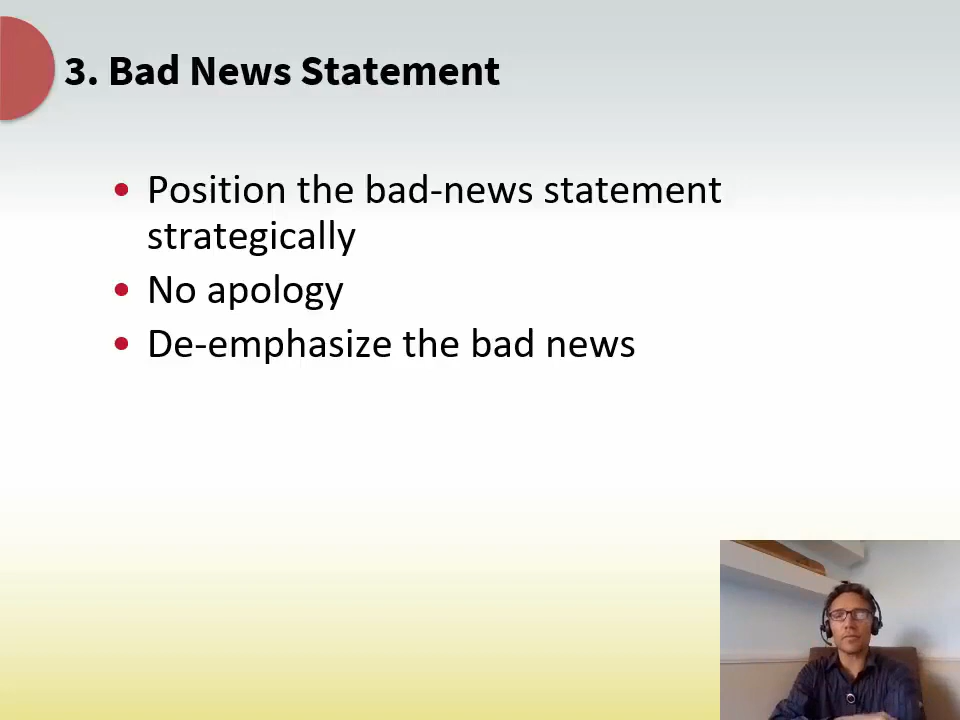 3. Bad News Statement
• Position the bad-news statement
strategically
• No apology
• De-emphasize the bad news